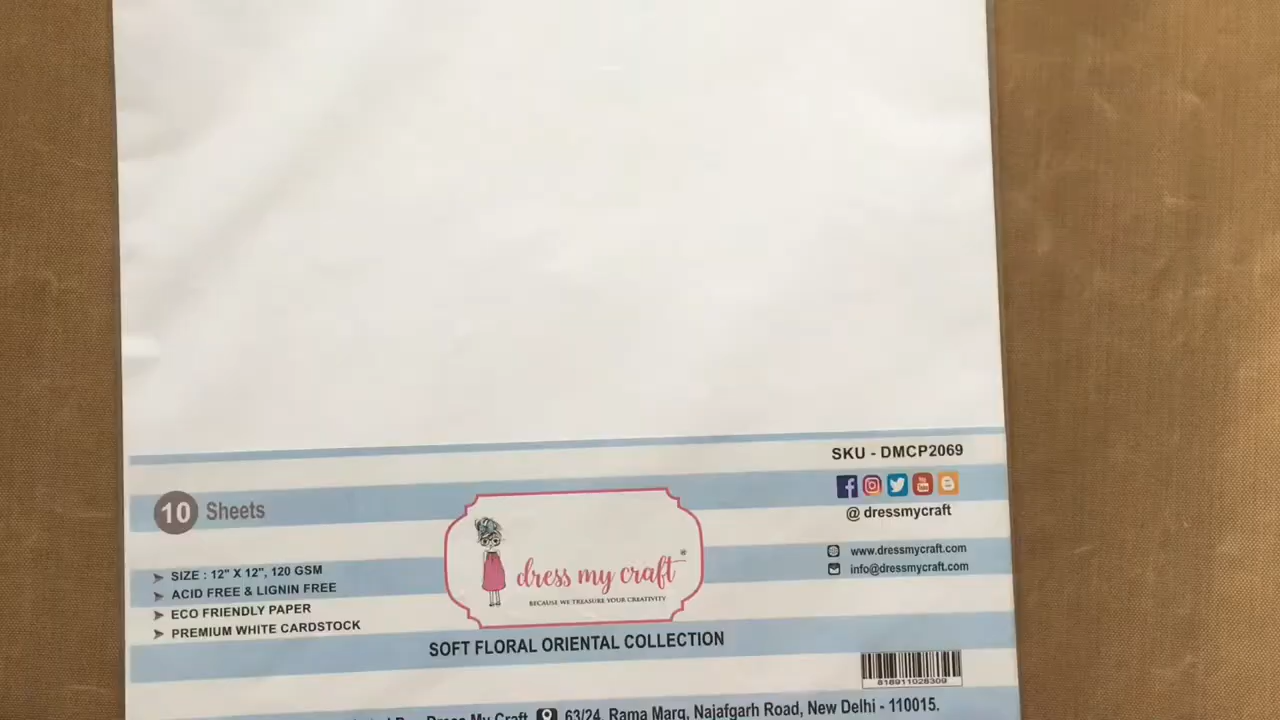 SKU - DMCP2069
10 Sheets
@ dressmycraft
www.dressmycraft.com
info@dressmycraft.com
SIZE : 12" X 12", 120 GSM
ACID FREE & LIGNIN FREE
ECO FRIENDLY PAPER
PREMIUM WHITE CARDSTOCK
dress my craft ®
BECAUSE WE TREASURE YOUR CREATIVITY
SOFT FLORAL ORIENTAL COLLECTION
Dress My Craft 63/24, Rama Marg, Najafgarh Road, New Delhi - 110015.